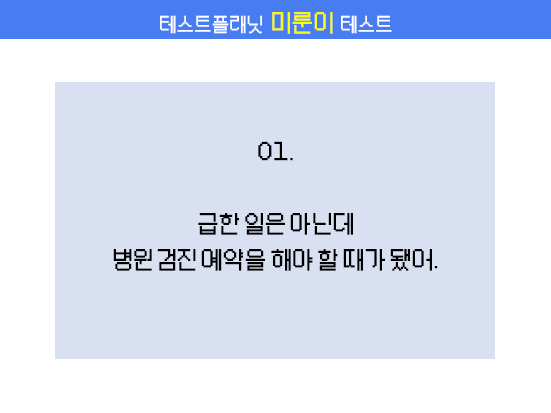 테스트플래닛 미룬이 테스트
01.
급한 일은 아닌데
병원 검진 예약을 해야 할 때가 됐어.